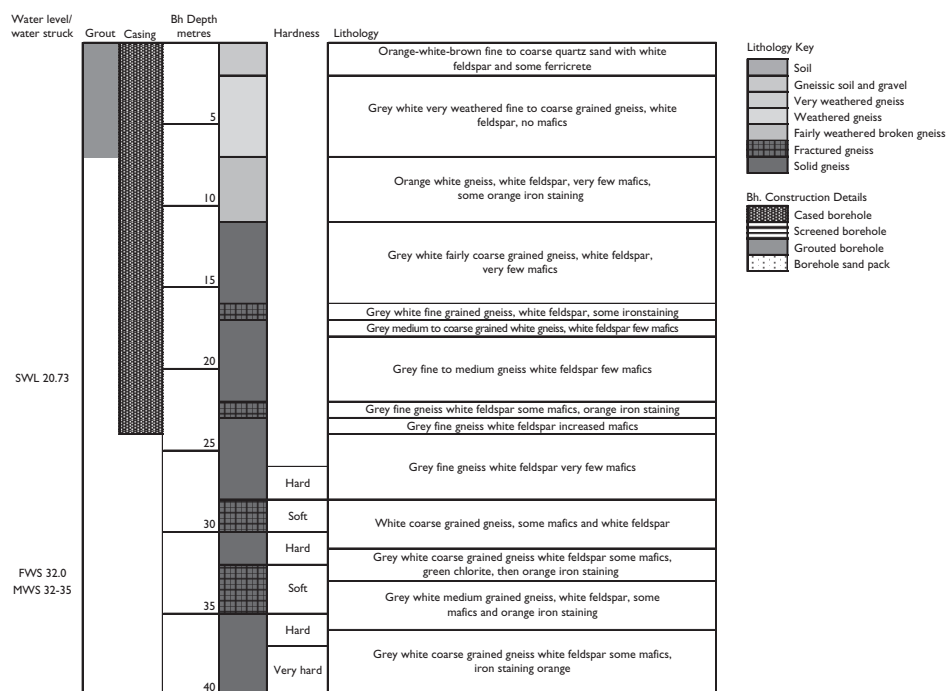 Water level/
water struck
Grout
Casing
Bh Depth
metres
Hardness
Lithology
Orange-white-brown fine to coarse quartz sand with white
feldspar and some ferricrete
5
Grey white very weathered fine to coarse grained gneiss, white
feldspar, no mafics
10
Orange white gneiss, white feldspar, very few mafics,
some orange iron staining
15
Grey white fairly coarse grained gneiss, white feldspar,
very few mafics
Grey white fine grained gneiss, white feldspar, some ironstaining
Grey medium to coarse grained white gneiss, white feldspar few mafics
SWL 20.73
20
Grey fine to medium gneiss white feldspar few mafics
Grey fine gneiss white feldspar some mafics, orange iron staining
Grey fine gneiss white feldspar increased mafics
25
Grey fine gneiss white feldspar very few mafics
Hard
30
Soft
White coarse grained gneiss, some mafics and white feldspar
Hard
Grey white coarse grained gneiss white feldspar some mafics,
green chlorite, then orange iron staining
FWS 32.0
MWS 32-35
35
Soft
Grey white medium grained gneiss, white feldspar, some
mafics and orange iron staining
Hard
Grey white coarse grained gneiss white feldspar some mafics,
iron staining orange
Very hard
40
Lithology Key
Soil
Gneissic soil and gravel
Very weathered gneiss
Weathered gneiss
Fairly weathered broken gneiss
Fractured gneiss
Solid gneiss
Bh. Construction Details
Cased borehole
Screened borehole
Grouted borehole
Borehole sand pack